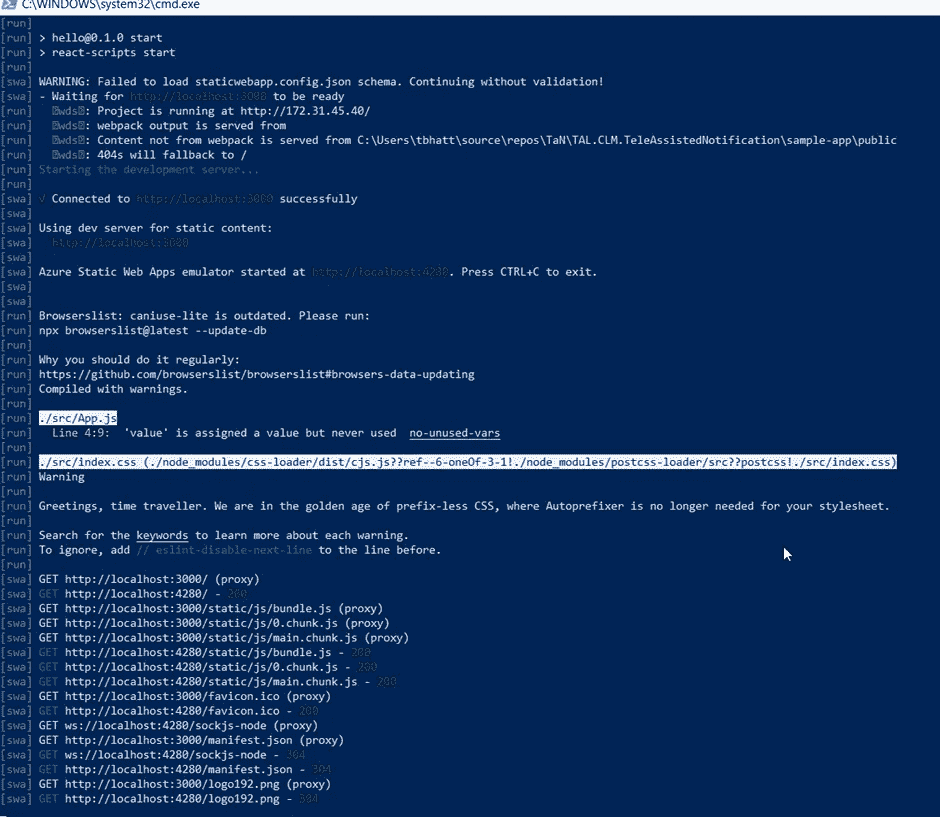 C:\WINDOWS\system32\cmd.exe
[run]
[run] > hello@0.1.0 start
[run] > react-scripts start
[run]
[swa] WARNING: Failed to load staticwebapp.config.json schema. Continuing without validation!
[swa] - Waiting for http://localhost:3000 to be ready
[run] ⍰wds⍰: Project is running at http://172.31.45.40/
[run] ⍰wds⍰: webpack output is served from
[run] ⍰wds⍰: Content not from webpack is served from C:\Users\tbhatt\source\repos\TaN\TAL.CLM.TeleAssistedNotification\sample-app\public
[run] ⍰wds⍰: 404s will fallback to /
[run] Starting the development server...
[run]
[swa] √ Connected to http://localhost:3000 successfully
[swa]
[swa] Using dev server for static content:
[swa] http://localhost:3000
[swa]
[swa] Azure Static Web Apps emulator started at http://localhost:4280. Press CTRL+C to exit.
[swa]
[swa]
[run] Browserslist: caniuse-lite is outdated. Please run:
[run] npx browserslist@latest --update-db
[run]
[run] Why you should do it regularly:
[run] https://github.com/browserslist/browserslist#browsers-data-updating
[run] Compiled with warnings.
[run]
[run] ./src/App.js
[run] Line 4:9: 'value' is assigned a value but never used no-unused-vars
[run]
[run] ./src/index.css (./node_modules/css-loader/dist/cjs.js??ref--6-oneOf-3-1!./node_modules/postcss-loader/src??postcss!./src/index.css)
[run] Warning
[run]
[run] Greetings, time traveller. We are in the golden age of prefix-less CSS, where Autoprefixer is no longer needed for your stylesheet.
[run]
[run] Search for the keywords to learn more about each warning.
[run] To ignore, add // eslint-disable-next-line to the line before.
[run]
[swa] GET http://localhost:3000/ (proxy)
[swa] GET http://localhost:4280/ - 200
[swa] GET http://localhost:3000/static/js/bundle.js (proxy)
[swa] GET http://localhost:3000/static/js/0.chunk.js (proxy)
[swa] GET http://localhost:3000/static/js/main.chunk.js (proxy)
[swa] GET http://localhost:4280/static/js/bundle.js - 200
[swa] GET http://localhost:4280/static/js/0.chunk.js - 200
[swa] GET http://localhost:4280/static/js/main.chunk.js - 200
[swa] GET http://localhost:3000/favicon.ico (proxy)
[swa] GET http://localhost:4280/favicon.ico - 200
[swa] GET ws://localhost:4280/sockjs-node (proxy)
[swa] GET http://localhost:3000/manifest.json (proxy)
[swa] GET ws://localhost:4280/sockjs-node - 304
[swa] GET http://localhost:4280/manifest.json - 304
[swa] GET http://localhost:3000/logo192.png (proxy)
[swa] GET http://localhost:4280/logo192.png - 304